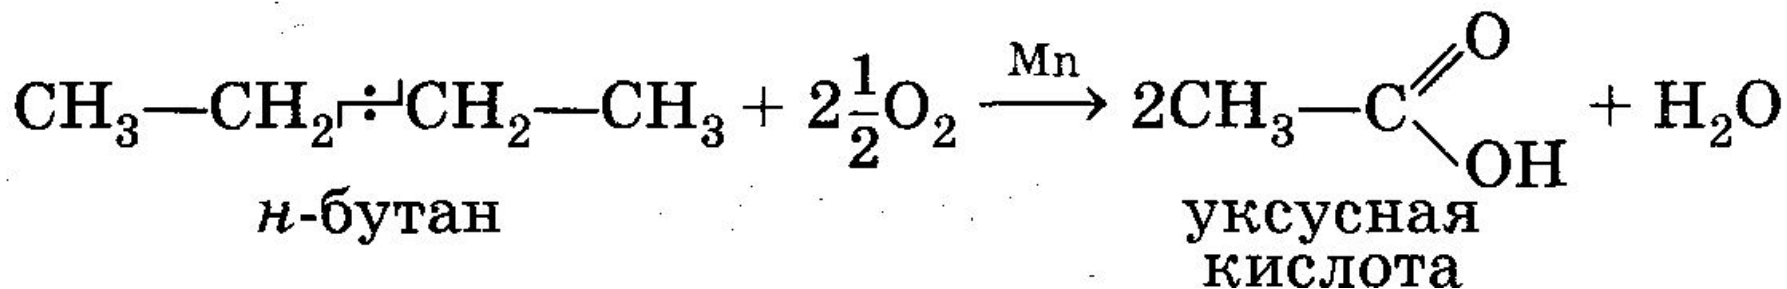 Mn
CH₃—CH₂⋮CH₂—CH₃ + 2½O₂ → 2CH₃—C(=O)OH + H₂O
н-бутан
уксусная
кислота